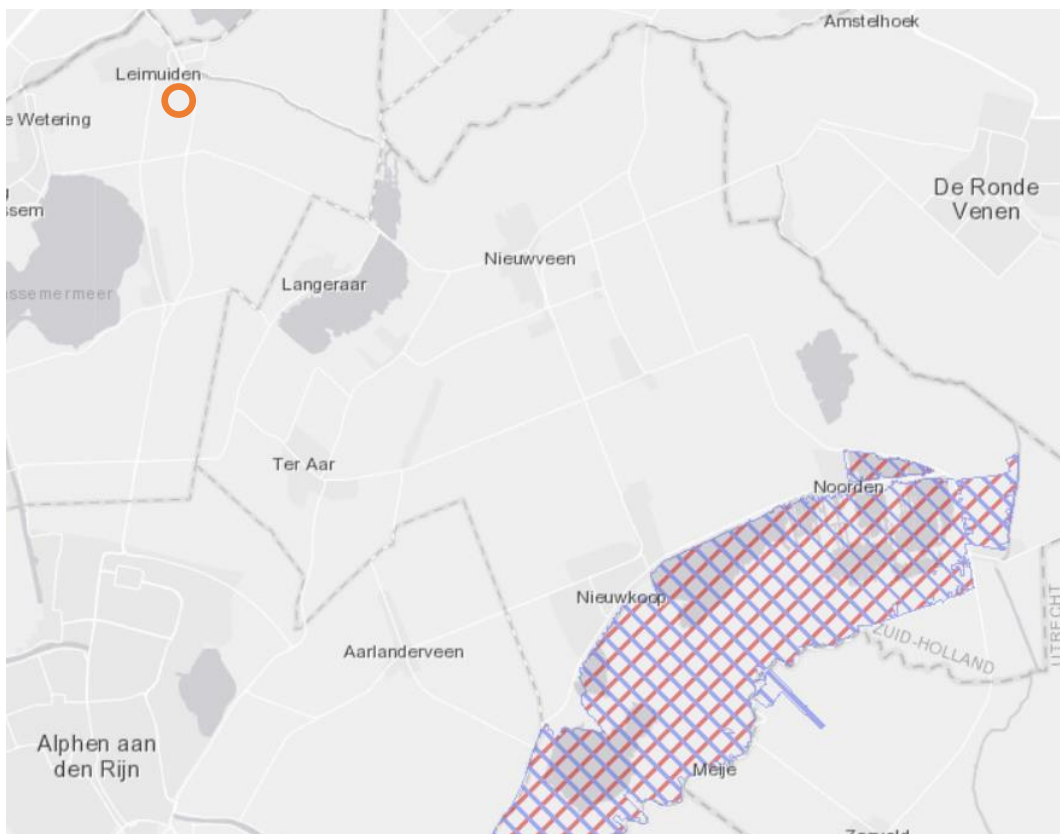 Amstelhoek
Leimuiden
e Wetering
De Ronde
Venen
g
ssem
Nieuwveen
Langeraar
ssemermeer
Ter Aar
Noorden
Nieuwkoop
ZUID-HOLLAND
UTRECHT
Aarlanderveen
Alphen aan
den Rijn
Meije